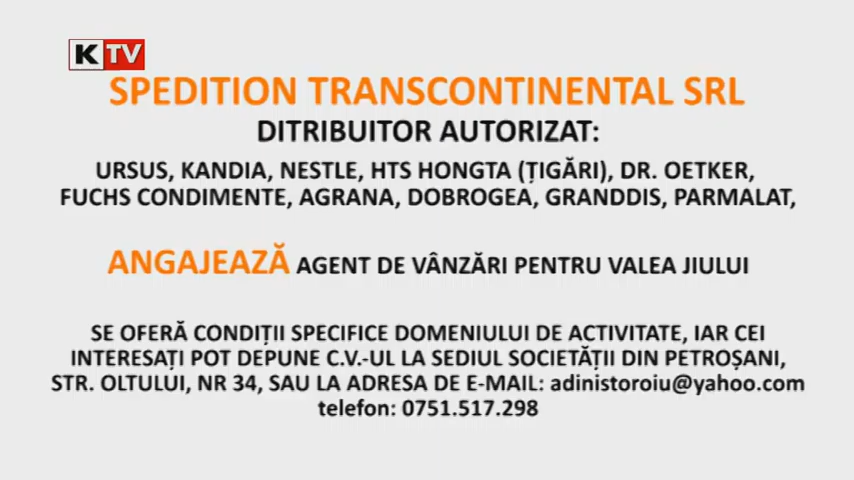 KTV
SPEDITION TRANSCONTINENTAL SRL
DITRIBUITOR AUTORIZAT:
URSUS, KANDIA, NESTLE, HTS HONGTA (ȚIGĂRI), DR. OETKER,
FUCHS CONDIMENTE, AGRANA, DOBROGEA, GRANDDIS, PARMALAT,
ANGAJEAZĂ AGENT DE VÂNZĂRI PENTRU VALEA JIULUI
SE OFERĂ CONDIȚII SPECIFICE DOMENIULUI DE ACTIVITATE, IAR CEI
INTERESAȚI POT DEPUNE C.V.-UL LA SEDIUL SOCIETĂȚII DIN PETROȘANI,
STR. OLTULUI, NR 34, SAU LA ADRESA DE E-MAIL: adinistoroiu@yahoo.com
telefon: 0751.517.298